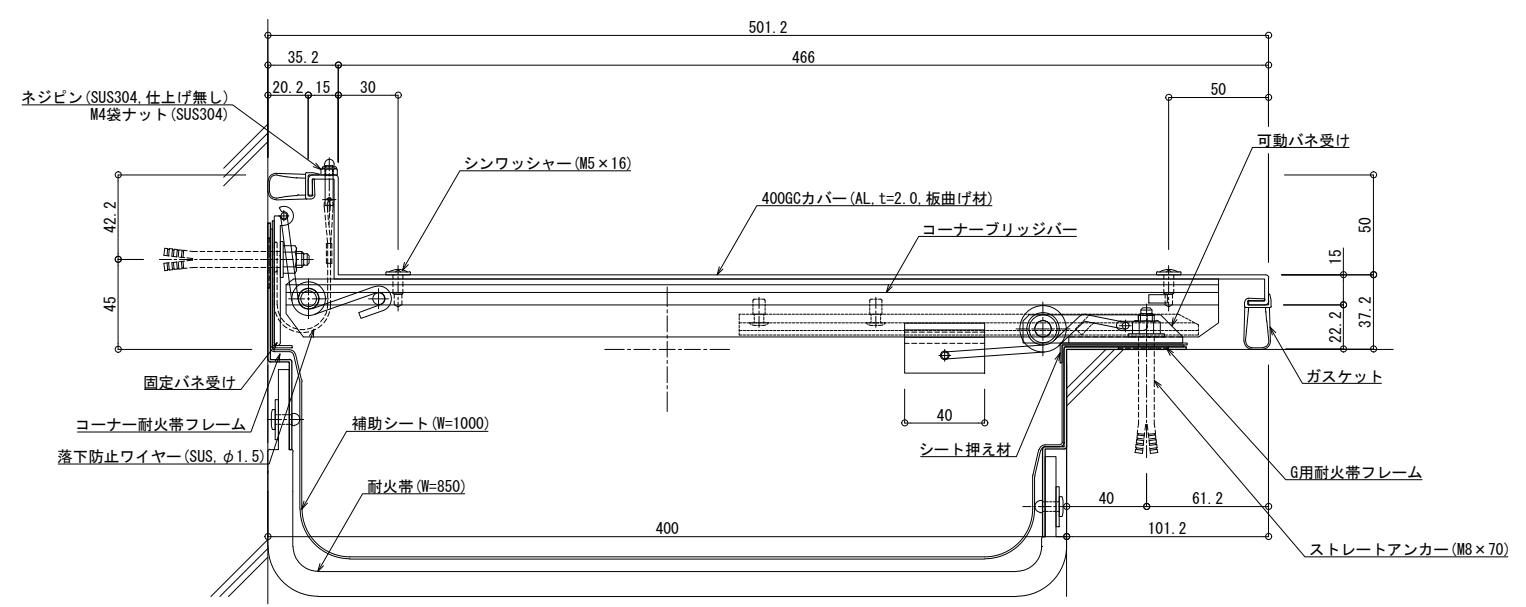 501.2
35.2
466
20.2
15
30
50
ネジピン(SUS304,仕上げ無し)
M4袋ナット(SUS304)
シンワッシャー(M5×16)
可動バネ受け
400GCカバー(AL,t=2.0,板曲げ材)
コーナーブリッジバー
42.2
45
50
15
22.2
37.2
固定バネ受け
コーナー耐火帯フレーム
落下防止ワイヤー(SUS,φ1.5)
補助シート(W=1000)
耐火帯(W=850)
40
シート押え材
ガスケット
G用耐火帯フレーム
40
61.2
400
101.2
ストレートアンカー(M8×70)